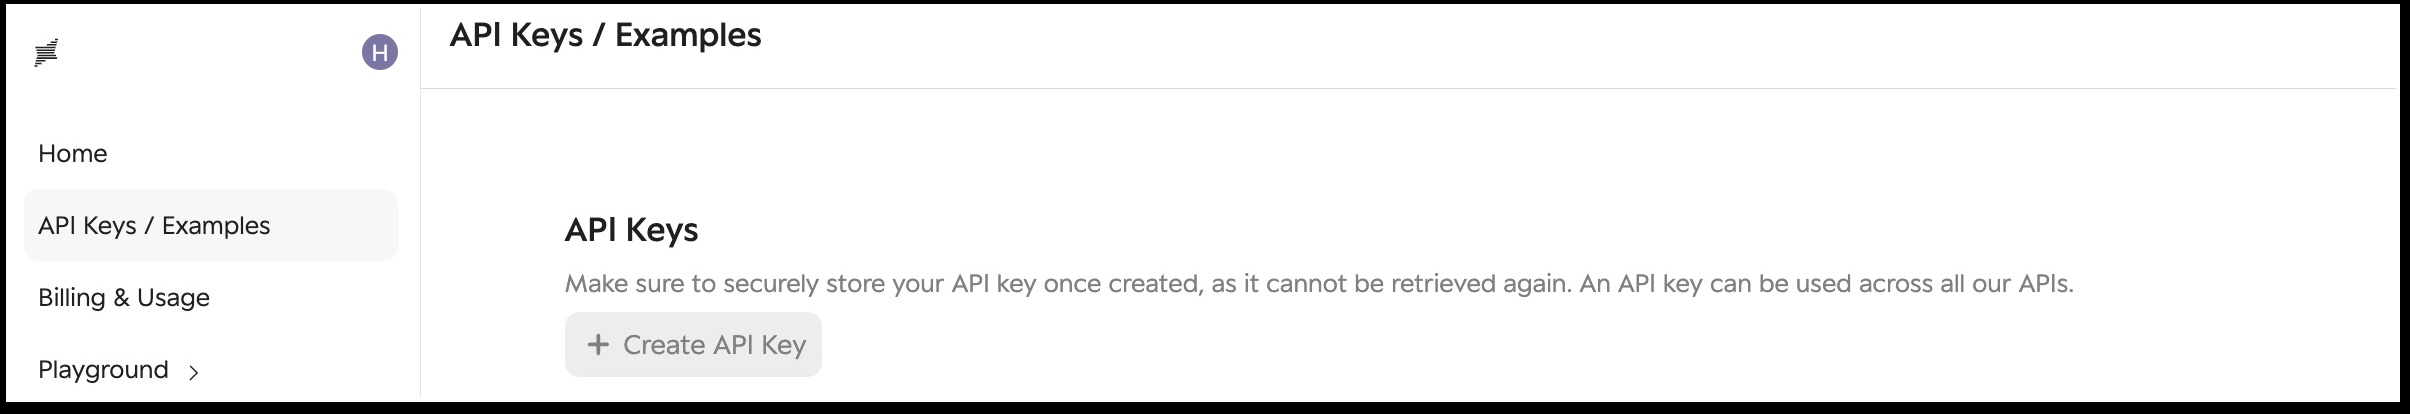 H
API Keys / Examples
Home
API Keys / Examples
Billing & Usage
Playground
API Keys
Make sure to securely store your API key once created, as it cannot be retrieved again. An API key can be used across all our APIs.
+ Create API Key